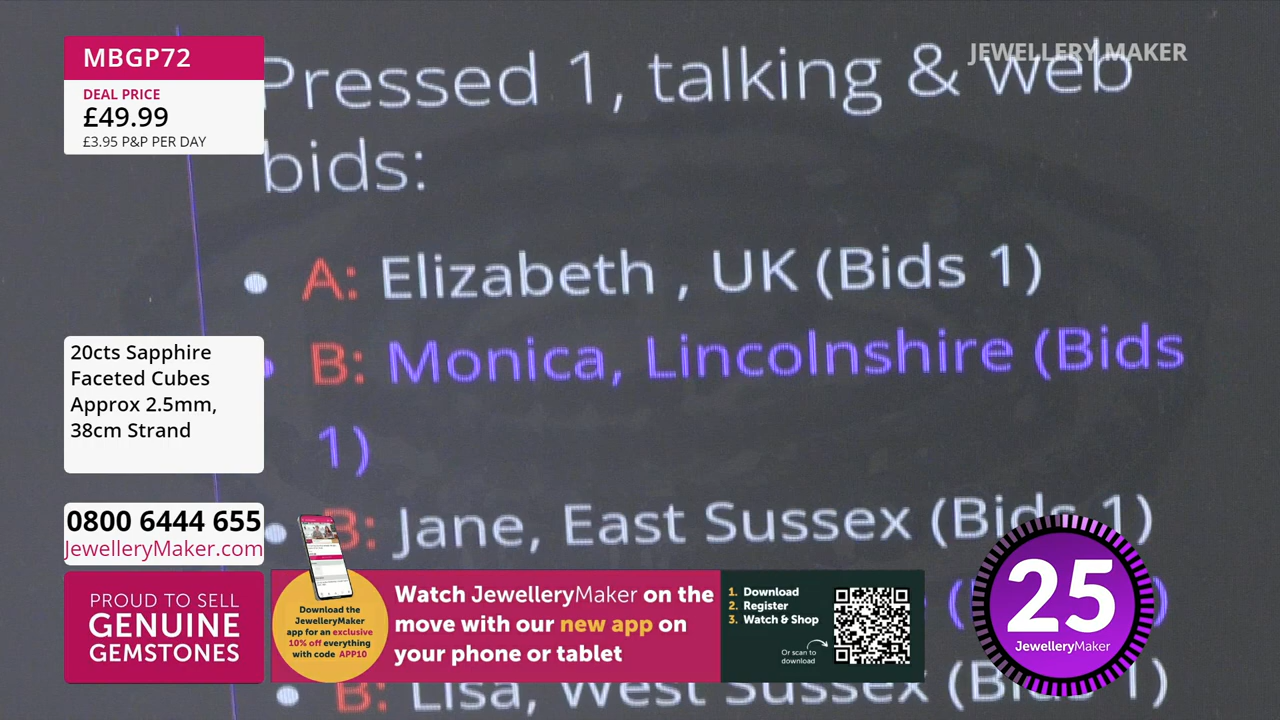 MBGP72
DEAL PRICE
£49.99
£3.95 P&P PER DAY
JEWELLERY MAKER
Pressed 1, talking & web
bids:
A: Elizabeth , UK (Bids 1)
B: Monica, Lincolnshire (Bids
1)
B: Jane, East Sussex (Bids 1)
B: Lisa, West Sussex (Bids 1)
20cts Sapphire
Faceted Cubes
Approx 2.5mm,
38cm Strand
0800 6444 655
JewelleryMaker.com
PROUD TO SELL
GENUINE
GEMSTONES
Download the
JewelleryMaker
app for an exclusive
10% off everything
with code APP10
Watch JewelleryMaker on the
move with our new app on
your phone or tablet
1. Download
2. Register
3. Watch & Shop
Or scan to
download
25
JewelleryMaker